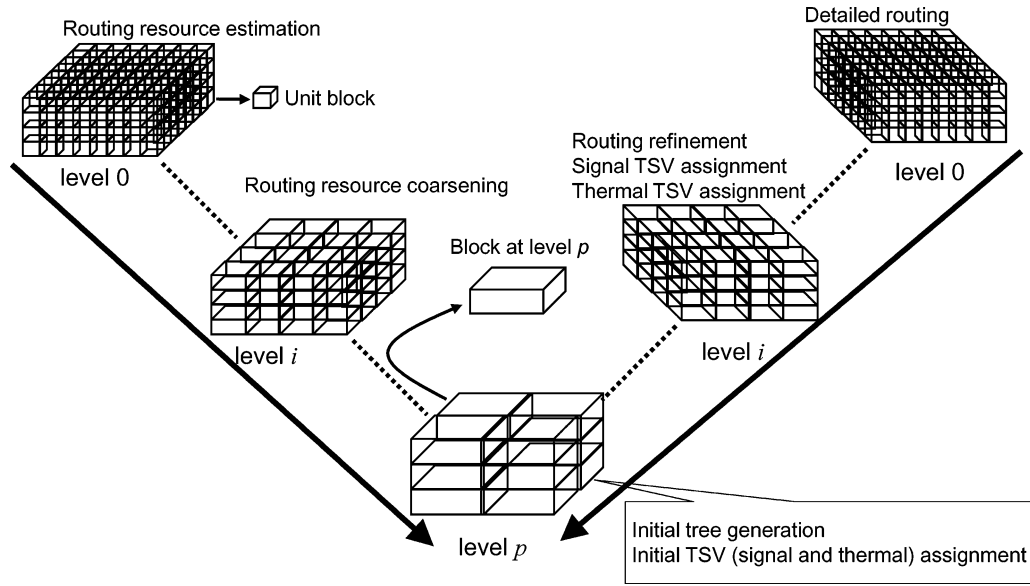 Routing resource estimation
Detailed routing
Unit block
level 0
level 0
Routing refinement
Signal TSV assignment
Thermal TSV assignment
Routing resource coarsening
Block at level p
level i
level i
level p
Initial tree generation
Initial TSV (signal and thermal) assignment